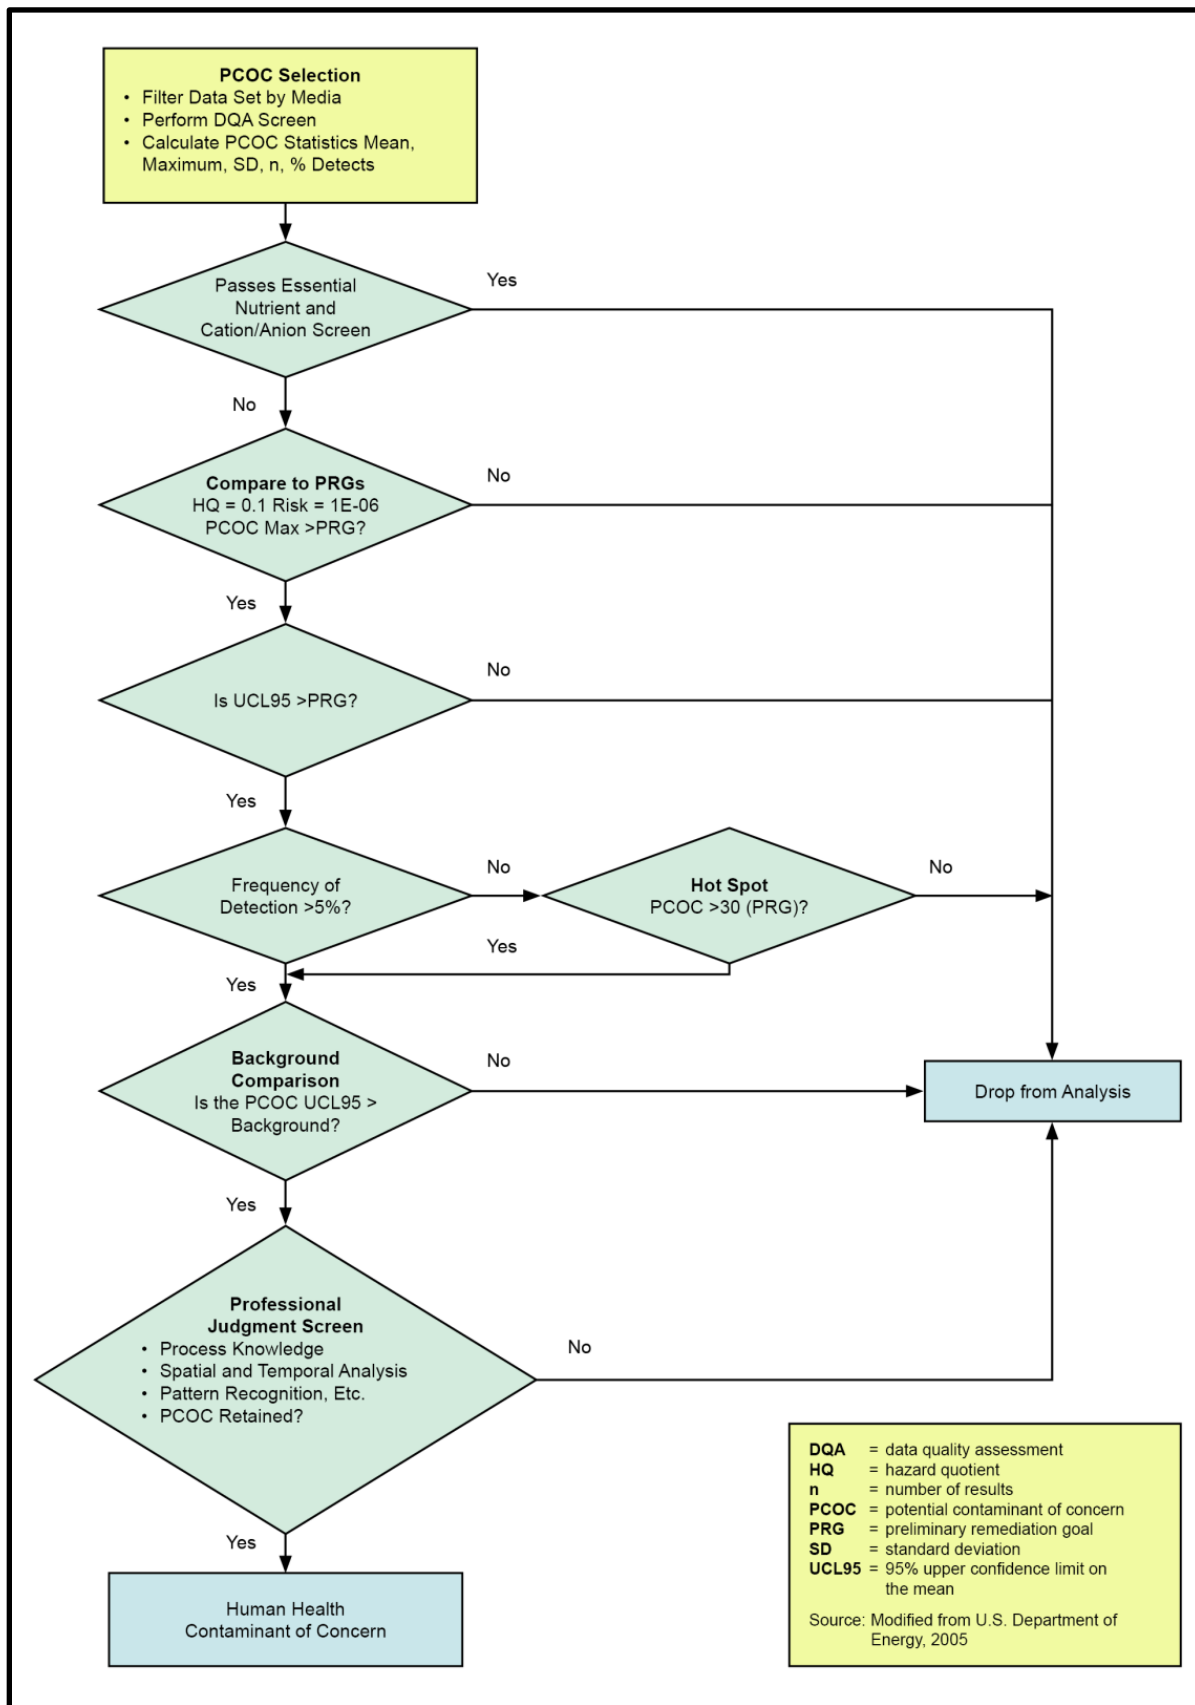 PCOC Selection
• Filter Data Set by Media
• Perform DQA Screen
• Calculate PCOC Statistics Mean,
Maximum, SD, n, % Detects
Passes Essential
Nutrient and
Cation/Anion Screen
Yes
No
Compare to PRGs
HQ = 0.1 Risk = 1E-06
PCOC Max >PRG?
No
Yes
Is UCL95 >PRG?
No
Yes
Frequency of
Detection >5%?
No
Hot Spot
PCOC >30 (PRG)?
No
Yes
Yes
Background
Comparison
Is the PCOC UCL95 >
Background?
No
Drop from Analysis
Yes
Professional
Judgment Screen
• Process Knowledge
• Spatial and Temporal Analysis
• Pattern Recognition, Etc.
• PCOC Retained?
No
Yes
Human Health
Contaminant of Concern
DQA = data quality assessment
HQ = hazard quotient
n = number of results
PCOC = potential contaminant of concern
PRG = preliminary remediation goal
SD = standard deviation
UCL95 = 95% upper confidence limit on
the mean
Source: Modified from U.S. Department of
Energy, 2005